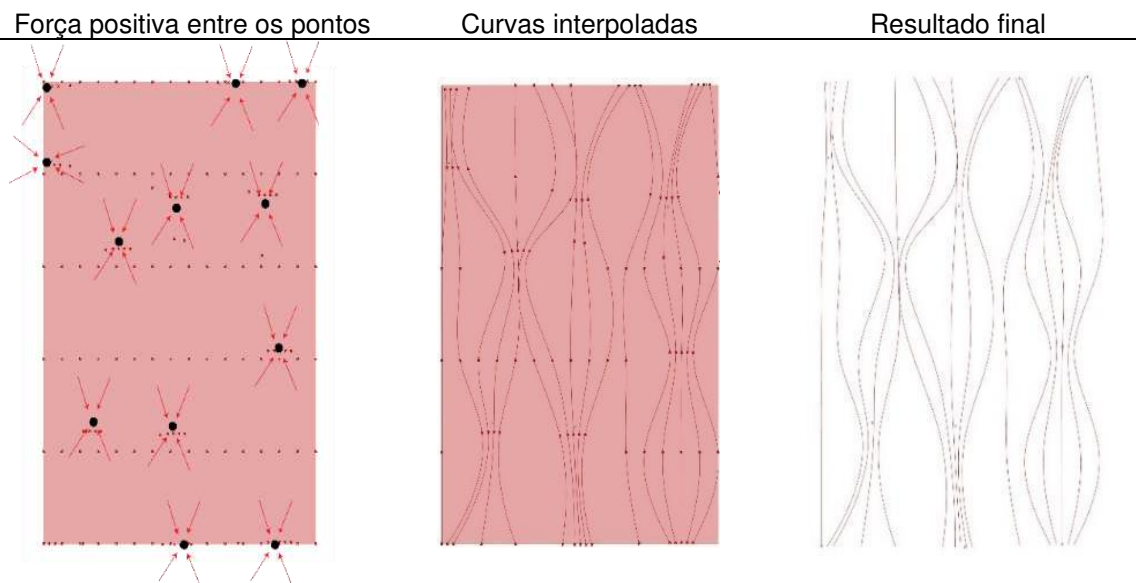 Força positiva entre os pontos
Curvas interpoladas
Resultado final